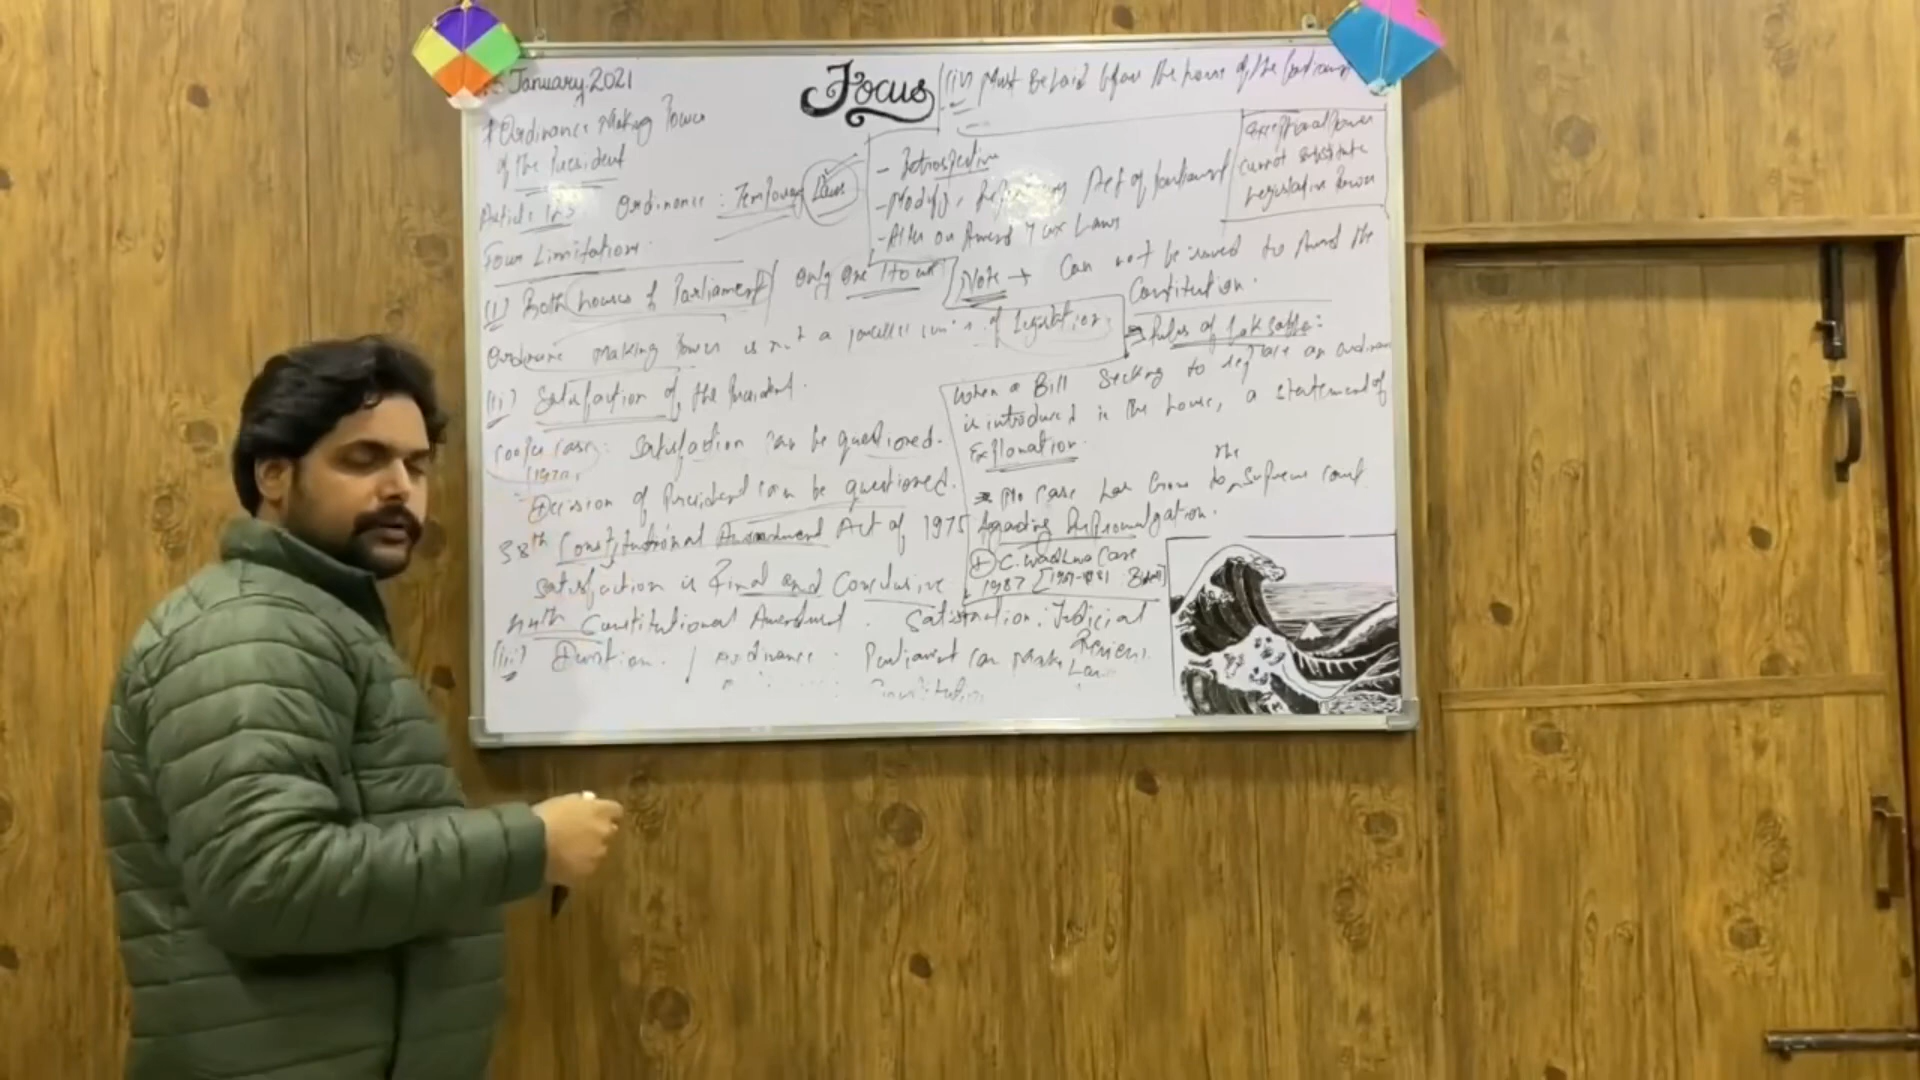 January 2021
Focus
(iv) Must Be Laid before the house of the
* Ordinance Making Power
of the President
Article 123 Ordinance : Temporary Laws
Four Limitation.
- Retrospective
- Modify, Act of Parliament
- Alter or Amend Tax Laws
exceptional Power
cannot substitute
Legislative Power
(i) Both houses of Parliament / only one House
Note → Can not be issued to Amend the
Constitution.
Ordinance Making Power is not a parallel of Legislation.
Rules of Lok Sabha:
When a Bill Seeking to replace an ordinance
is introduced in the house, a statement of
Explanation.
(ii) Satisfaction of the President.
Cooper case: Satisfaction can be questioned.
(1970)
Decision of President can be questioned.
38th Constitutional Amendment Act of 1975
Satisfaction is Final and Conclusive
44th Constitutional Amendment. Satisfaction: Judicial
Review.
the
No Case has to Supreme Court
Regarding Repromulgation.
D.C. Wadhwa Case
1987
(iii) Duration. / Ordinance. Parliament can Make Law